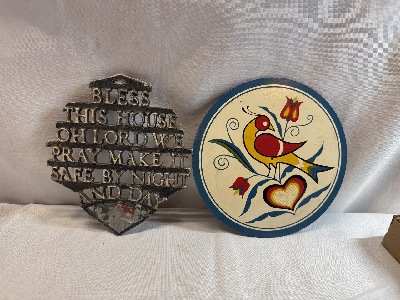 BLESS
THIS HOUSE
OH LORD WE
PRAY MAKE IT
SAFE BY NIGHT
AND DAY